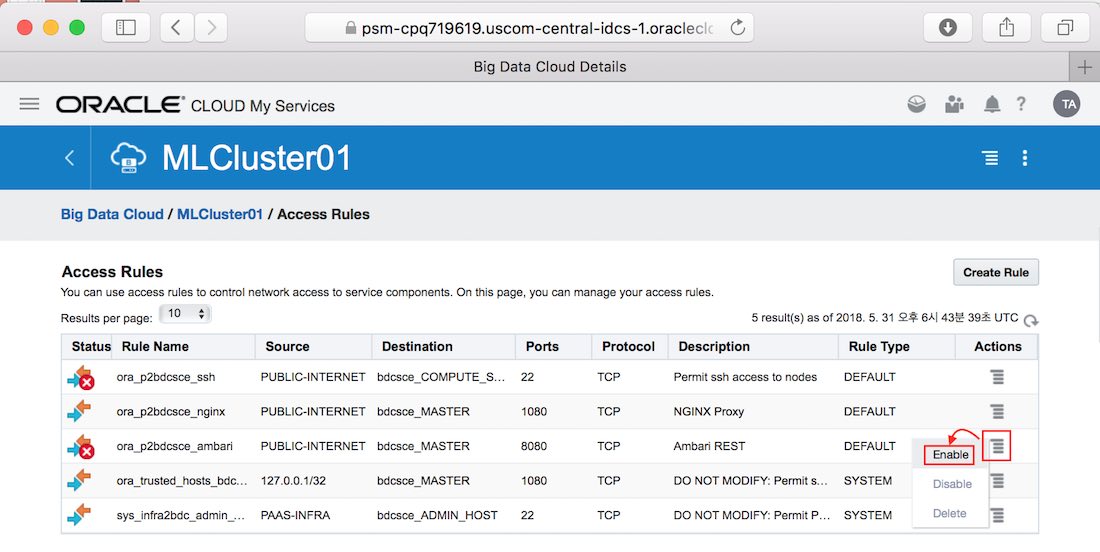 psm-cpq719619.uscom-central-idcs-1.oraclecl
Big Data Cloud Details
ORACLE CLOUD My Services
? TA
MLCluster01
Big Data Cloud / MLCluster01 / Access Rules
Access Rules
Create Rule
You can use access rules to control network access to service components. On this page, you can manage your access rules.
Results per page: 10
5 result(s) as of 2018. 5. 31 오후 6시 43분 39초 UTC
Status Rule Name Source Destination Ports Protocol Description Rule Type Actions
ora_p2bdcsce_ssh PUBLIC-INTERNET bdcsce_COMPUTE_S... 22 TCP Permit ssh access to nodes DEFAULT
ora_p2bdcsce_nginx PUBLIC-INTERNET bdcsce_MASTER 1080 TCP NGINX Proxy DEFAULT
ora_p2bdcsce_ambari PUBLIC-INTERNET bdcsce_MASTER 8080 TCP Ambari REST DEFAULT
Enable
ora_trusted_hosts_bdc... 127.0.0.1/32 bdcsce_MASTER 1080 TCP DO NOT MODIFY: Permit s... SYSTEM
Disable
sys_infra2bdc_admin_... PAAS-INFRA bdcsce_ADMIN_HOST 22 TCP DO NOT MODIFY: Permit P... SYSTEM
Delete